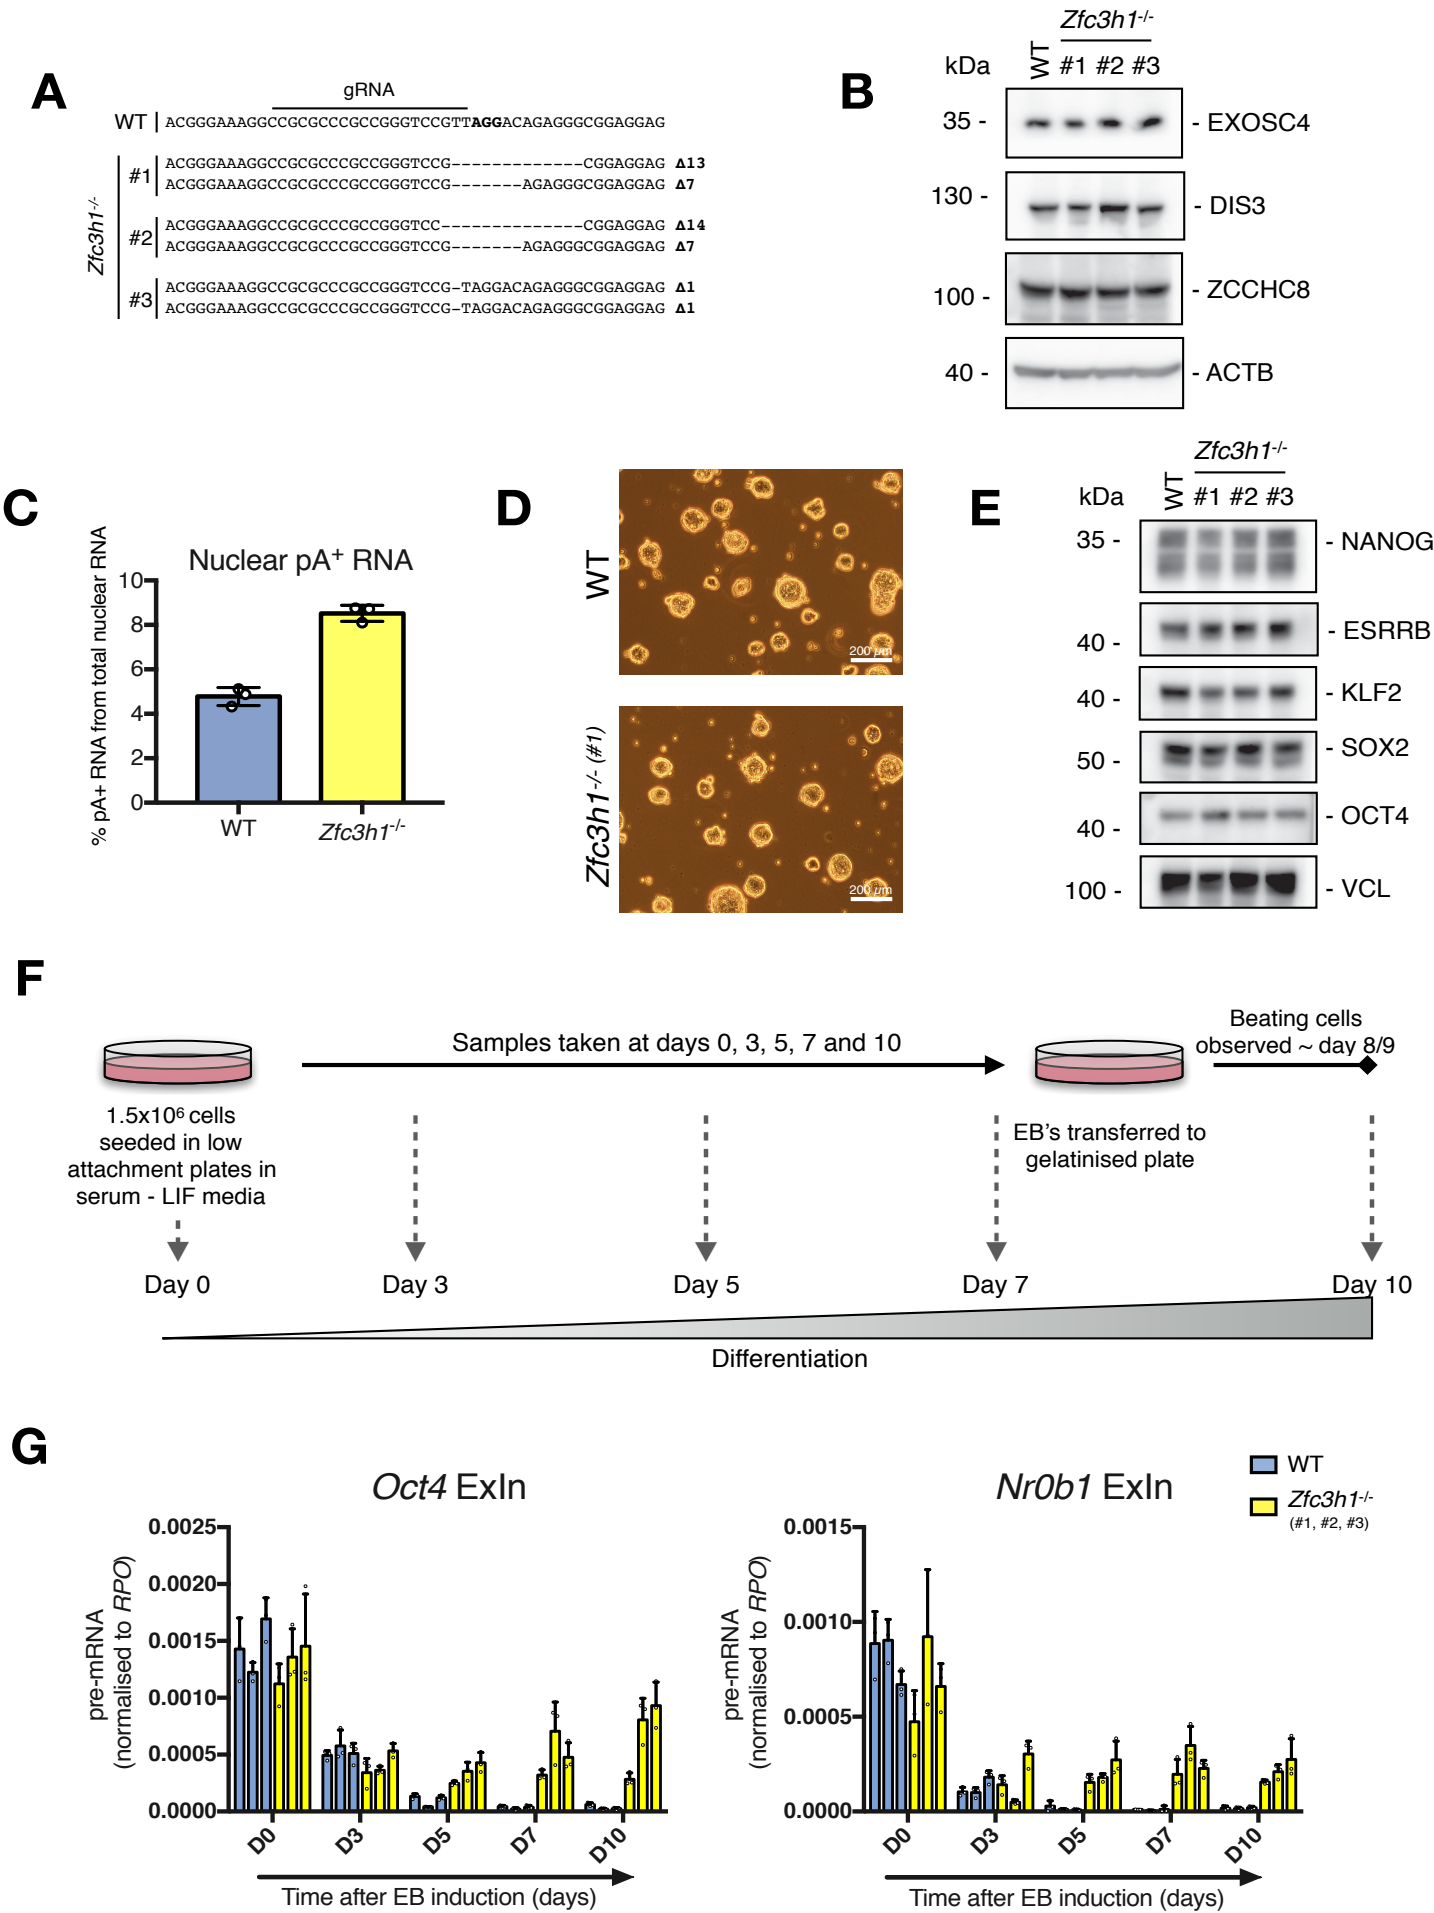 A
gRNA
WT ACGGGAAAGGCCGCGCCCGCCGGGTCCGTTAGGACAGAGGGCGGAGGAG
Zfc3h1-/-
#1
ACGGGAAAGGCCGCGCCCGCCGGGTCCG-------------CGGAGGAG Δ13
ACGGGAAAGGCCGCGCCCGCCGGGTCCG-------AGAGGGCGGAGGAG Δ7
#2
ACGGGAAAGGCCGCGCCCGCCGGGTCC--------------CGGAGGAG Δ14
ACGGGAAAGGCCGCGCCCGCCGGGTCCG-------AGAGGGCGGAGGAG Δ7
#3
ACGGGAAAGGCCGCGCCCGCCGGGTCCG-TAGGACAGAGGGCGGAGGAG Δ1
ACGGGAAAGGCCGCGCCCGCCGGGTCCG-TAGGACAGAGGGCGGAGGAG Δ1
B
Zfc3h1-/-
kDa WT #1 #2 #3
35 - - EXOSC4
130 - - DIS3
100 - - ZCCHC8
40 - - ACTB
C
Nuclear pA+ RNA
% pA+ RNA from total nuclear RNA
10
8
6
4
2
0
WT Zfc3h1-/-
D
WT
200 µm
Zfc3h1-/- (#1)
200 µm
E
Zfc3h1-/-
kDa WT #1 #2 #3
35 - - NANOG
40 - - ESRRB
40 - - KLF2
50 - - SOX2
40 - - OCT4
100 - - VCL
F
Samples taken at days 0, 3, 5, 7 and 10
Beating cells
observed ~ day 8/9
1.5x10⁶ cells
seeded in low
attachment plates in
serum - LIF media
EB's transferred to
gelatinised plate
Day 0 Day 3 Day 5 Day 7 Day 10
Differentiation
G
Oct4 ExIn
pre-mRNA
(normalised to RPO)
0.0025
0.0020
0.0015
0.0010
0.0005
0.0000
D0 D3 D5 D7 D10
Time after EB induction (days)
Nr0b1 ExIn
pre-mRNA
(normalised to RPO)
0.0015
0.0010
0.0005
0.0000
D0 D3 D5 D7 D10
Time after EB induction (days)
WT
Zfc3h1-/-
(#1, #2, #3)